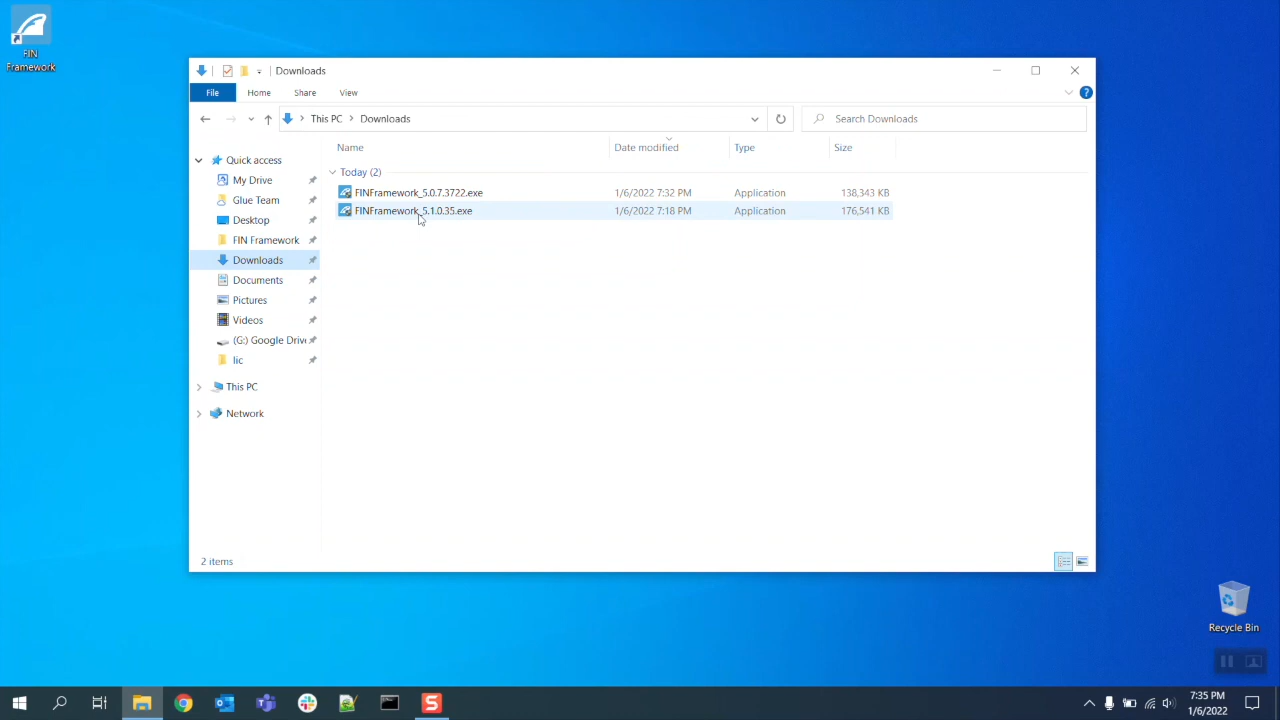 FIN
Framework
Downloads
File Home Share View
This PC Downloads
Search Downloads
Name Date modified Type Size
Quick access
My Drive
Glue Team
Desktop
FIN Framework
Downloads
Documents
Pictures
Videos
(G:) Google Drive
lic
This PC
Network
Today (2)
FINFramework_5.0.7.3722.exe 1/6/2022 7:32 PM Application 138,343 KB
FINFramework_5.1.0.35.exe 1/6/2022 7:18 PM Application 176,541 KB
2 items
Recycle Bin
7:35 PM
1/6/2022